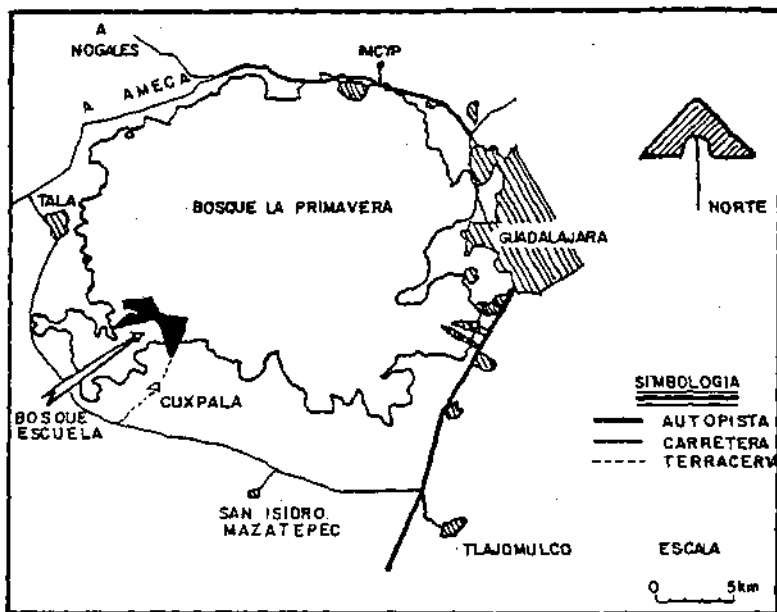 A
NOGALES
A AMECA
INCYP
TALA
BOSQUE LA PRIMAVERA
GUADALAJARA
NORTE
BOSQUE
ESCUELA
CUXPALA
SAN ISIDRO
MAZATEPEC
TLAJOMULCO
SIMBOLOGIA
AUTOPISTA
CARRETERA
TERRACERIA
ESCALA
0 5km